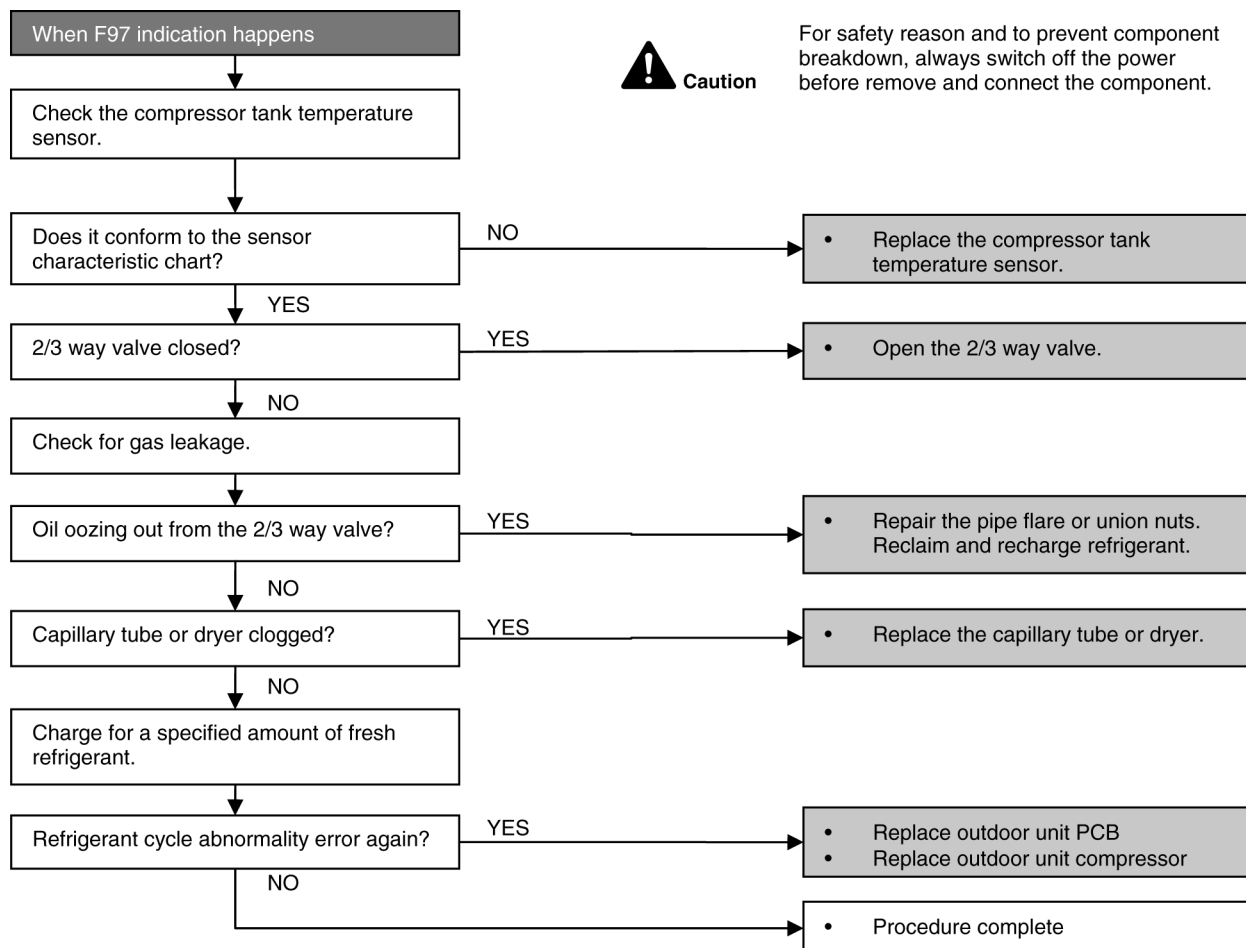 When F97 indication happens
Caution
For safety reason and to prevent component
breakdown, always switch off the power
before remove and connect the component.
Check the compressor tank temperature
sensor.
Does it conform to the sensor
characteristic chart?
NO
• Replace the compressor tank
temperature sensor.
YES
2/3 way valve closed?
YES
• Open the 2/3 way valve.
NO
Check for gas leakage.
Oil oozing out from the 2/3 way valve?
YES
• Repair the pipe flare or union nuts.
Reclaim and recharge refrigerant.
NO
Capillary tube or dryer clogged?
YES
• Replace the capillary tube or dryer.
NO
Charge for a specified amount of fresh
refrigerant.
Refrigerant cycle abnormality error again?
YES
• Replace outdoor unit PCB
• Replace outdoor unit compressor
NO
• Procedure complete